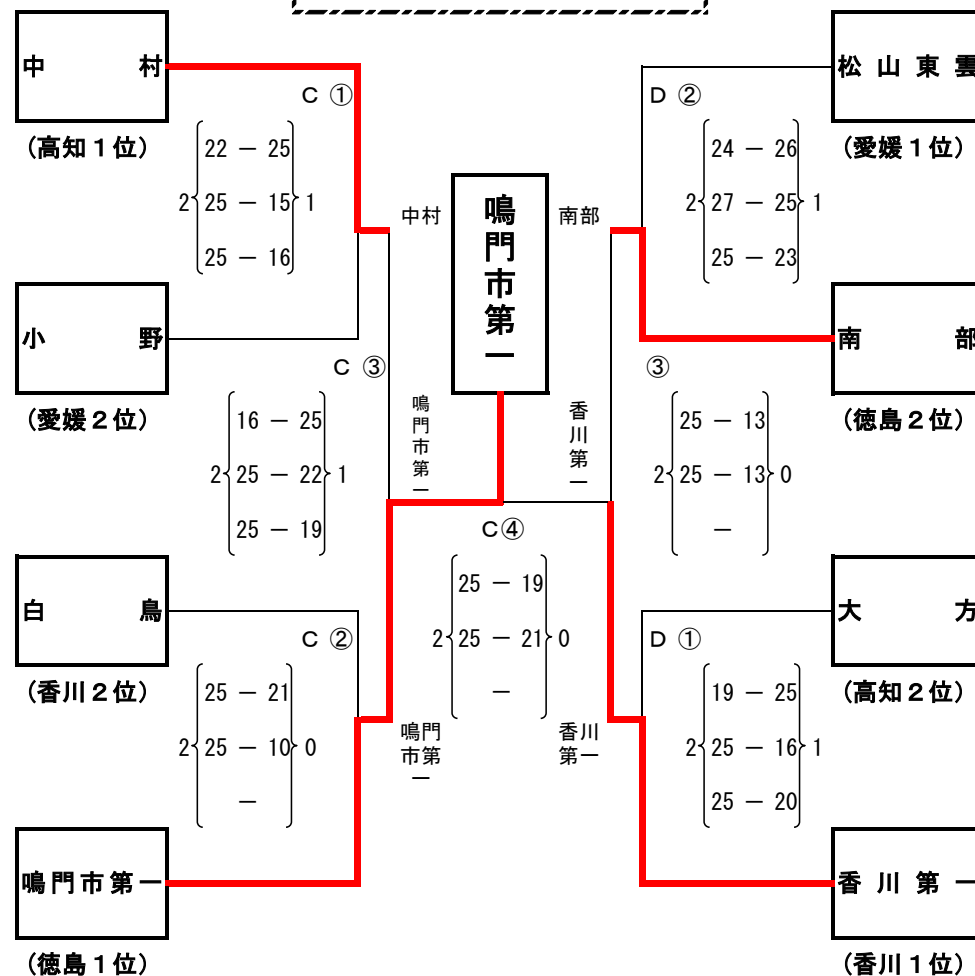 中村
(高知1位)
C ①
22 － 25
2 25 － 15 1
25 － 16
中村
小野
(愛媛2位)
C ③
16 － 25
2 25 － 22 1
25 － 19
鳴門市第一
白鳥
(香川2位)
C ②
25 － 21
2 25 － 10 0
－
鳴門
市第
一
鳴門市第一
(徳島1位)
鳴門市第一
C④
25 － 19
2 25 － 21 0
－
松山東雲
(愛媛1位)
D ②
24 － 26
2 27 － 25 1
25 － 23
南部
南部
(徳島2位)
③
25 － 13
2 25 － 13 0
－
香川第一
大方
(高知2位)
D ①
19 － 25
2 25 － 16 1
25 － 20
香川
第一
香川第一
(香川1位)